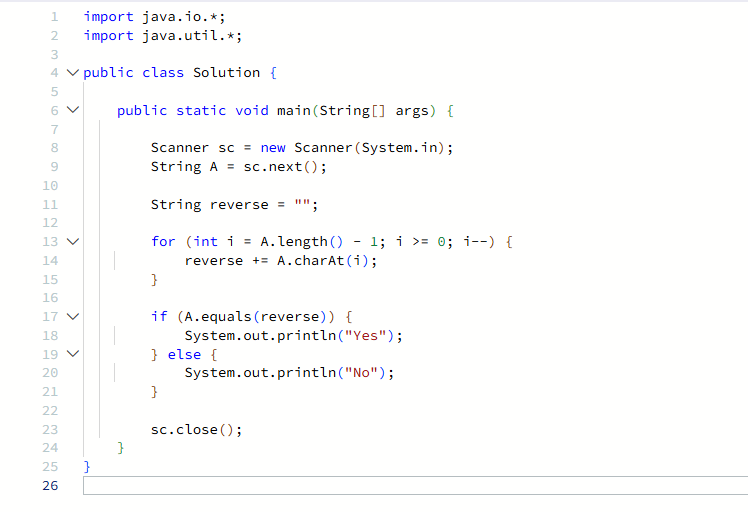 1 import java.io.*;
2 import java.util.*;
3
4 public class Solution {
5
6     public static void main(String[] args) {
7
8         Scanner sc = new Scanner(System.in);
9         String A = sc.next();
10
11         String reverse = "";
12
13         for (int i = A.length() - 1; i >= 0; i--) {
14             reverse += A.charAt(i);
15         }
16
17         if (A.equals(reverse)) {
18             System.out.println("Yes");
19         } else {
20             System.out.println("No");
21         }
22
23         sc.close();
24     }
25 }
26